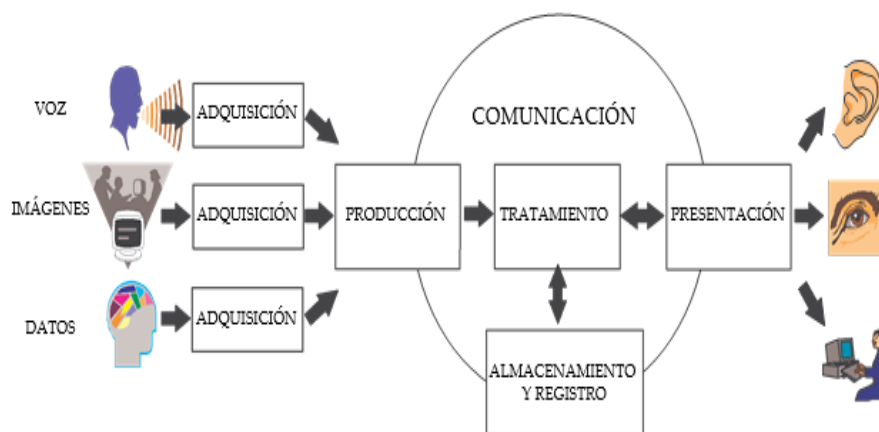 VOZ
ADQUISICIÓN
COMUNICACIÓN
IMÁGENES
ADQUISICIÓN
PRODUCCIÓN
TRATAMIENTO
PRESENTACIÓN
DATOS
ADQUISICIÓN
ALMACENAMIENTO
Y REGISTRO